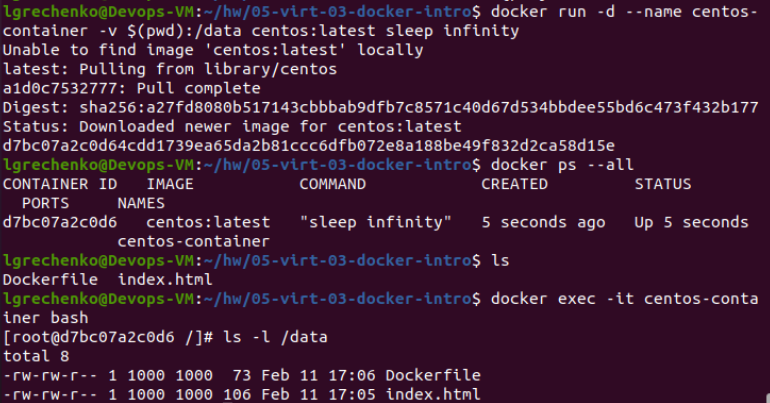 lgrechenko@Devops-VM:~/hw/05-virt-03-docker-intro$ docker run -d --name centos-
container -v $(pwd):/data centos:latest sleep infinity
Unable to find image 'centos:latest' locally
latest: Pulling from library/centos
a1d0c7532777: Pull complete
Digest: sha256:a27fd8080b517143cbbbab9dfb7c8571c40d67d534bbdee55bd6c473f432b177
Status: Downloaded newer image for centos:latest
d7bc07a2c0d64cdd1739ea65da2b81ccc6dfb072e8a188be49f832d2ca58d15e
lgrechenko@Devops-VM:~/hw/05-virt-03-docker-intro$ docker ps --all
CONTAINER ID   IMAGE           COMMAND            CREATED         STATUS
  PORTS     NAMES
d7bc07a2c0d6   centos:latest   "sleep infinity"   5 seconds ago   Up 5 seconds
            centos-container
lgrechenko@Devops-VM:~/hw/05-virt-03-docker-intro$ ls
Dockerfile  index.html
lgrechenko@Devops-VM:~/hw/05-virt-03-docker-intro$ docker exec -it centos-conta
iner bash
[root@d7bc07a2c0d6 /]# ls -l /data
total 8
-rw-rw-r-- 1 1000 1000  73 Feb 11 17:06 Dockerfile
-rw-rw-r-- 1 1000 1000 106 Feb 11 17:05 index.html